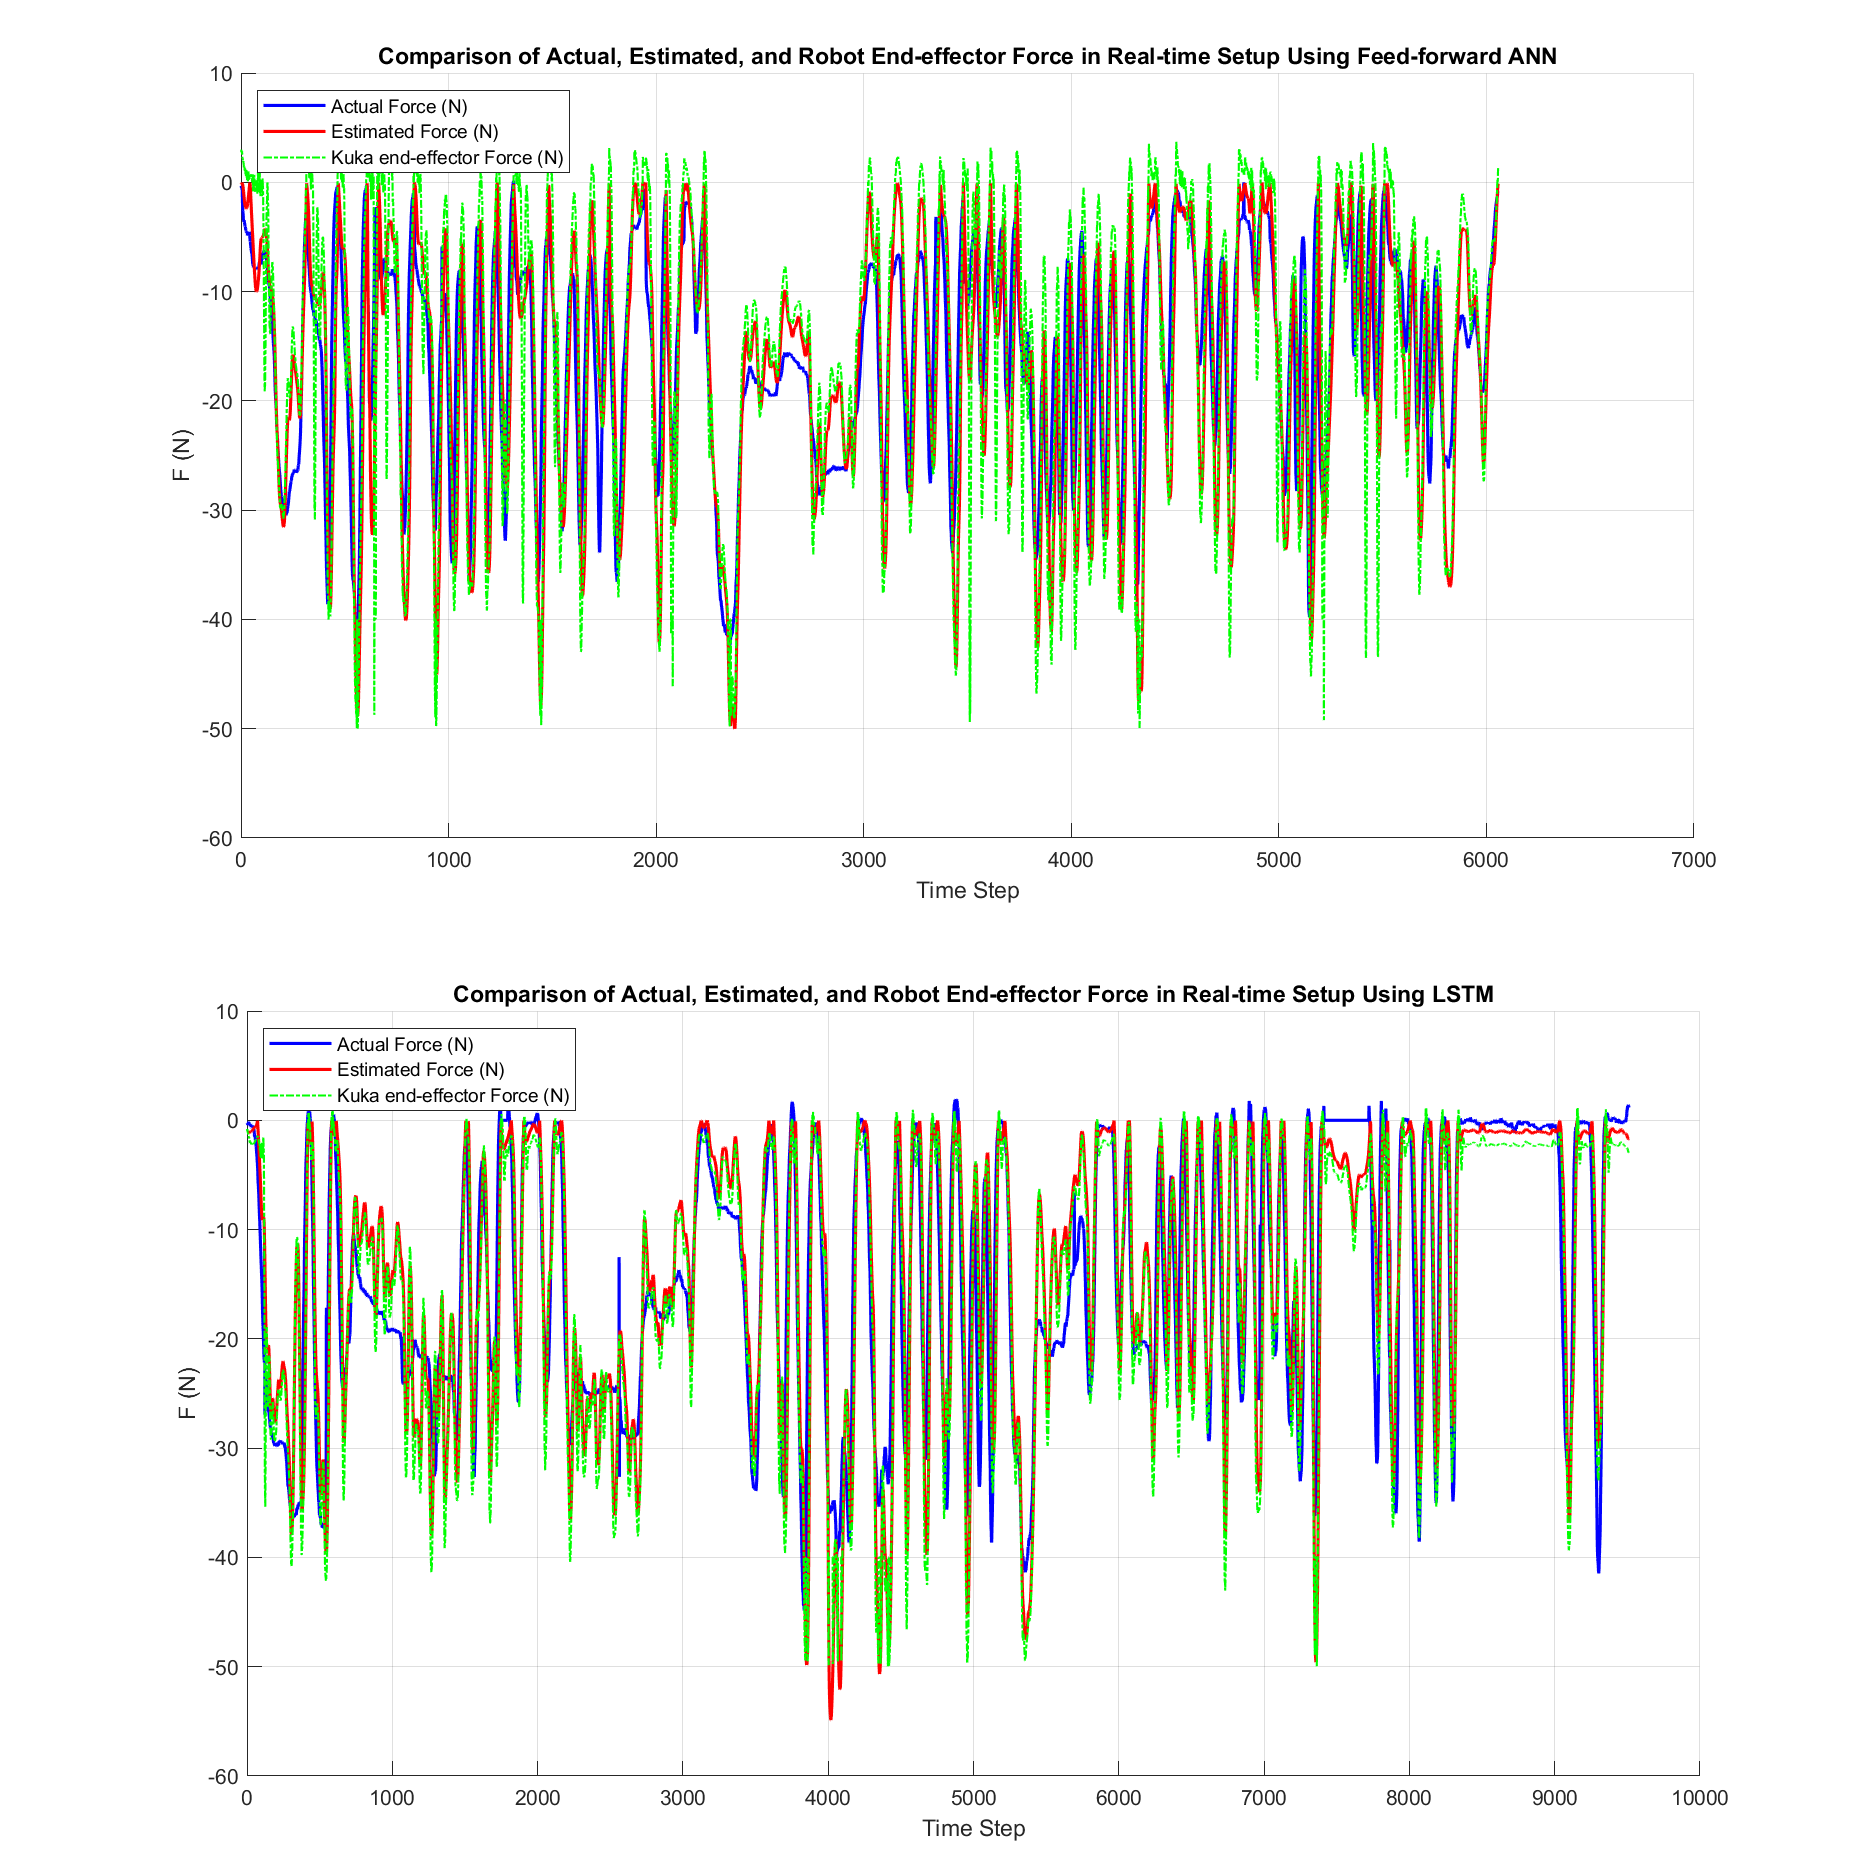 Comparison of Actual, Estimated, and Robot End-effector Force in Real-time Setup Using Feed-forward ANN
Actual Force (N)
Estimated Force (N)
Kuka end-effector Force (N)
10
0
-10
-20
-30
-40
-50
-60
F (N)
0 1000 2000 3000 4000 5000 6000 7000
Time Step
Comparison of Actual, Estimated, and Robot End-effector Force in Real-time Setup Using LSTM
Actual Force (N)
Estimated Force (N)
Kuka end-effector Force (N)
10
0
-10
-20
-30
-40
-50
-60
F (N)
0 1000 2000 3000 4000 5000 6000 7000 8000 9000 10000
Time Step